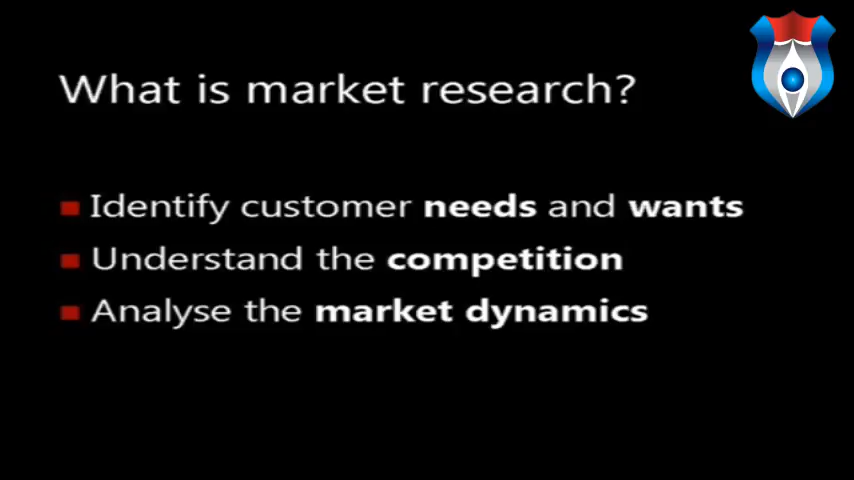 What is market research?
Identify customer needs and wants
Understand the competition
Analyse the market dynamics